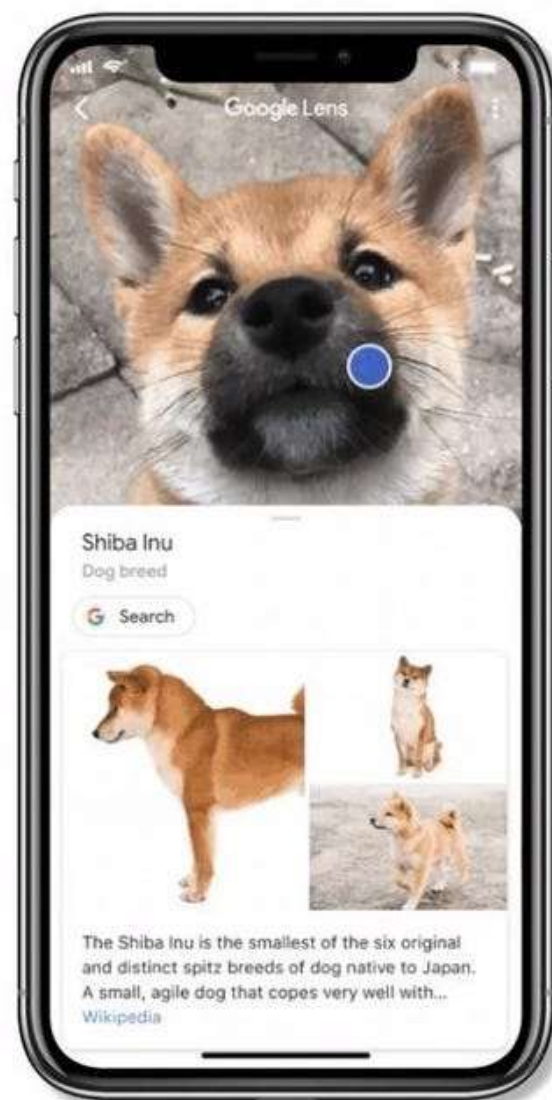 Google Lens
Shiba Inu
Dog breed
G Search
The Shiba Inu is the smallest of the six original
and distinct spitz breeds of dog native to Japan.
A small, agile dog that copes very well with...
Wikipedia